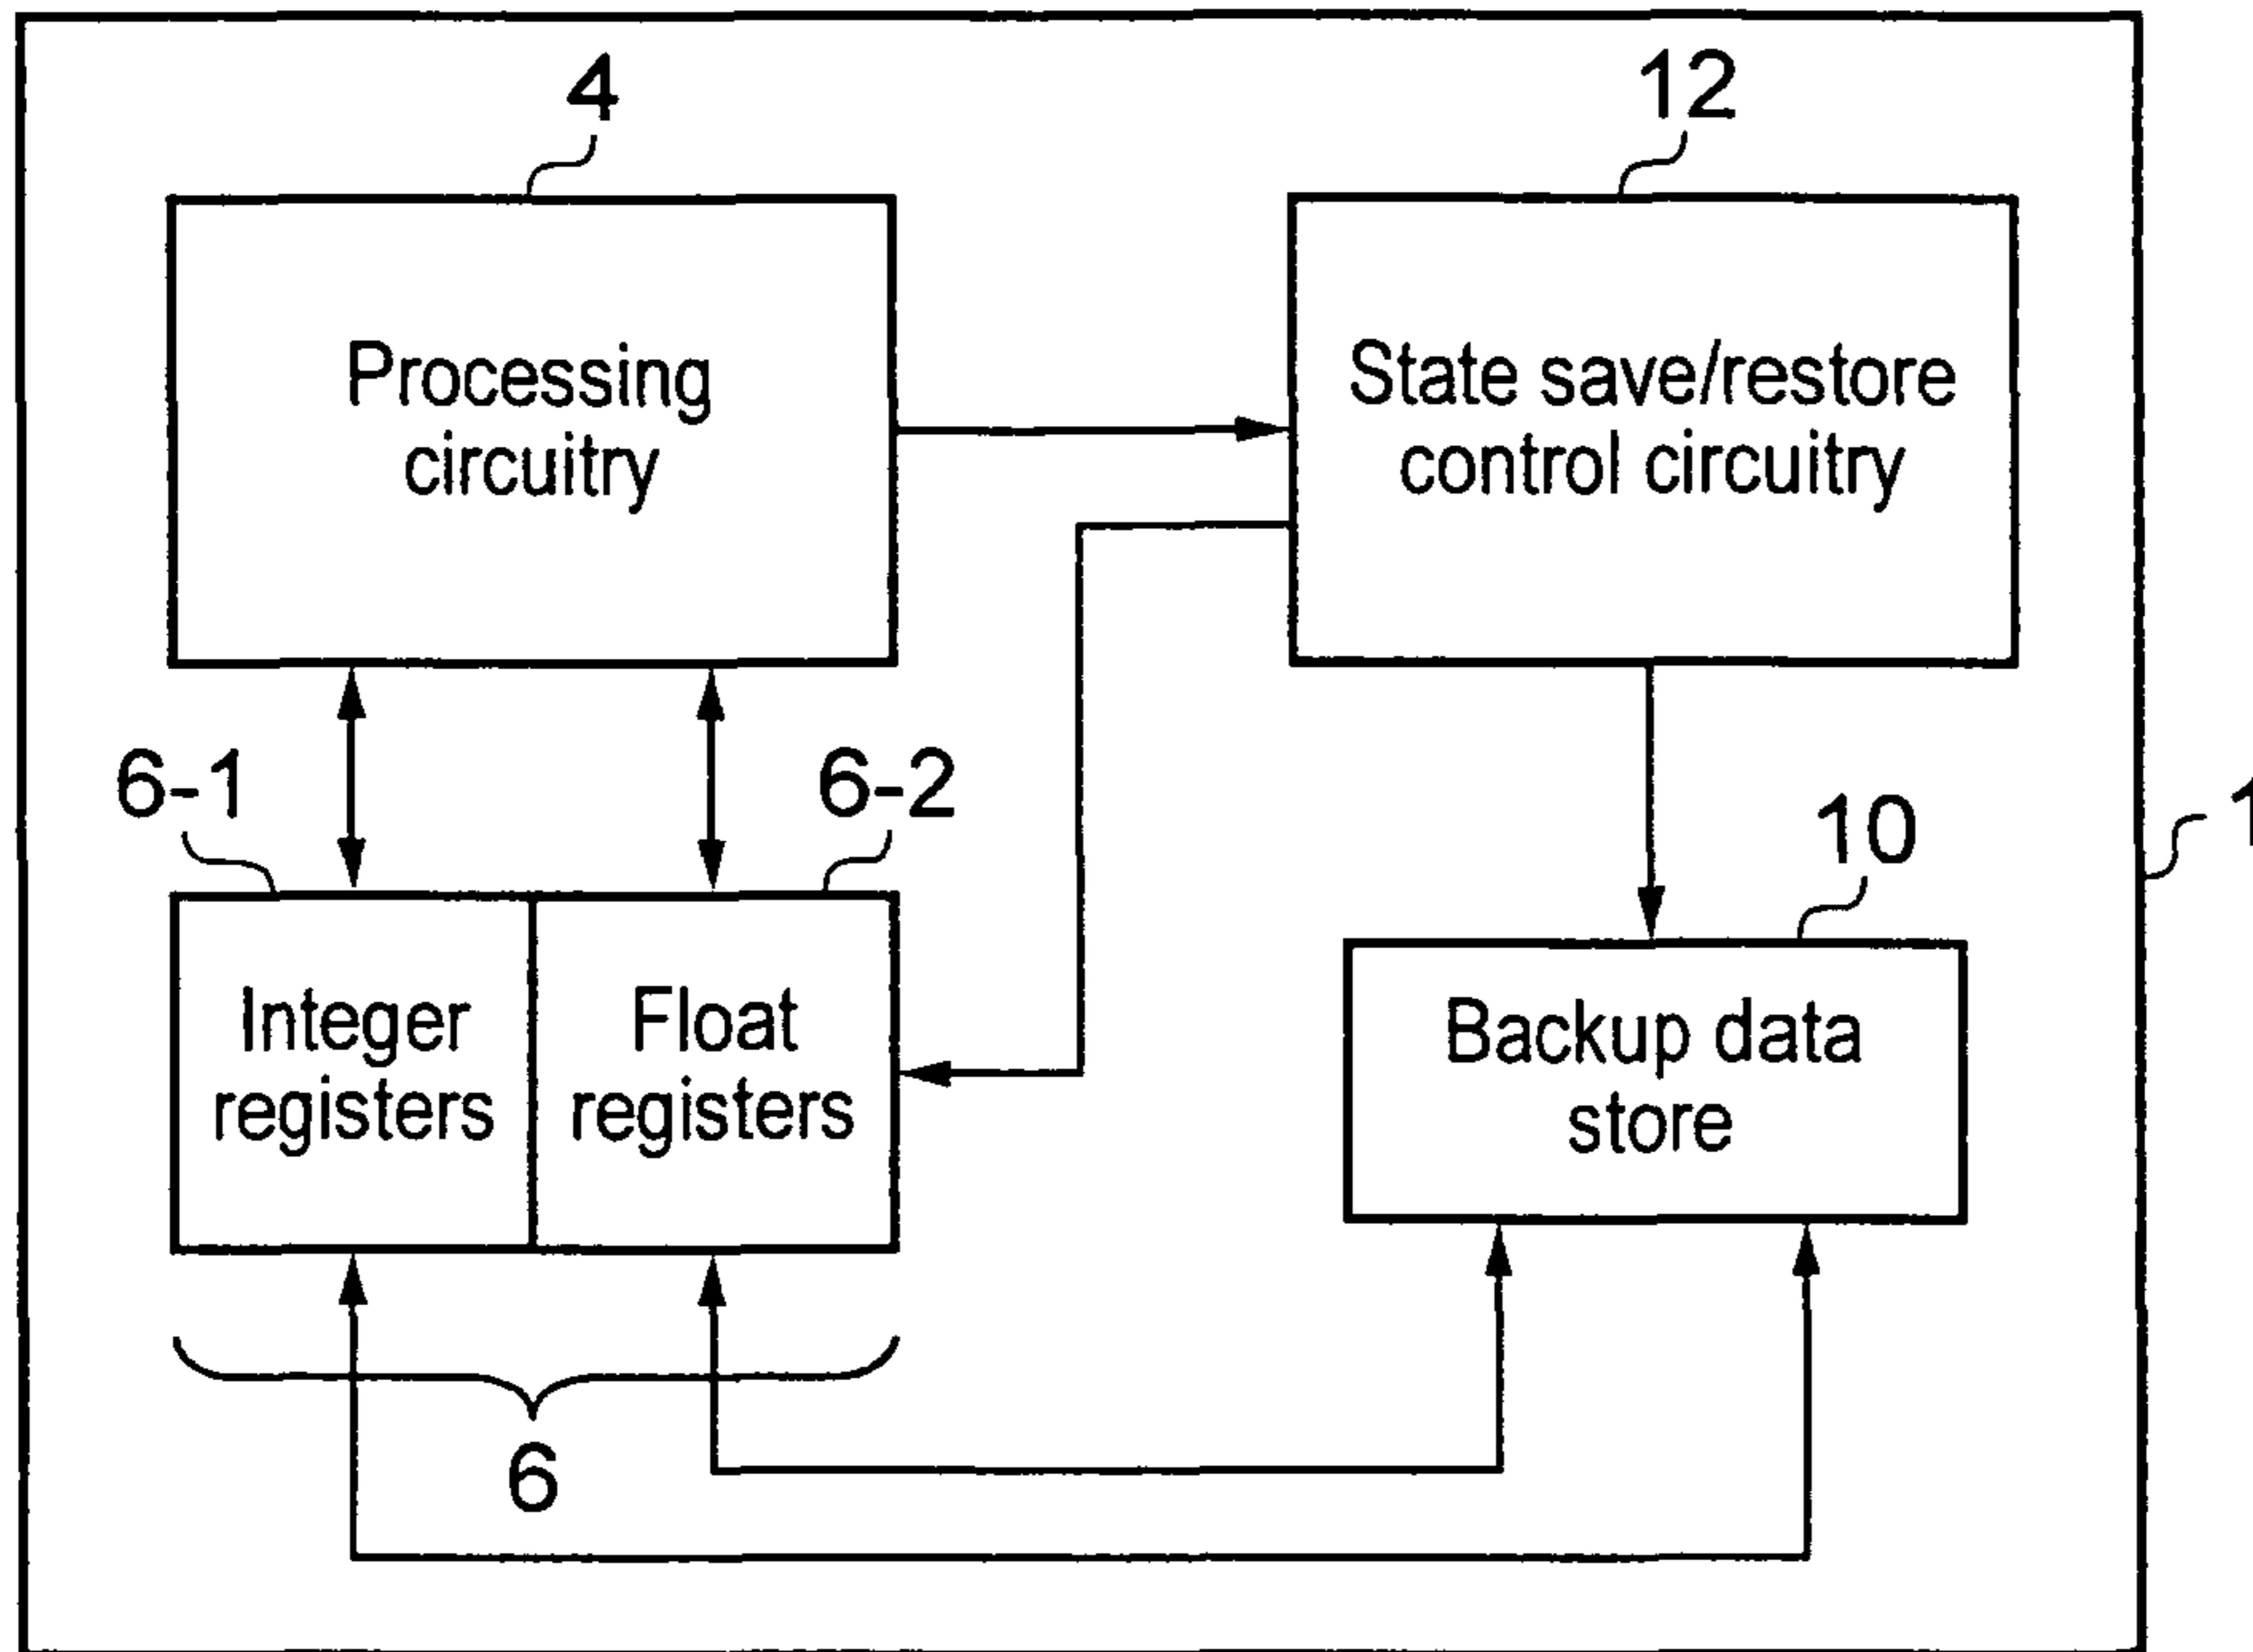 4
12
Processing
circuitry
State save/restore
control circuitry
6-1
6-2
10
1
Integer
registers
Float
registers
Backup data
store
6